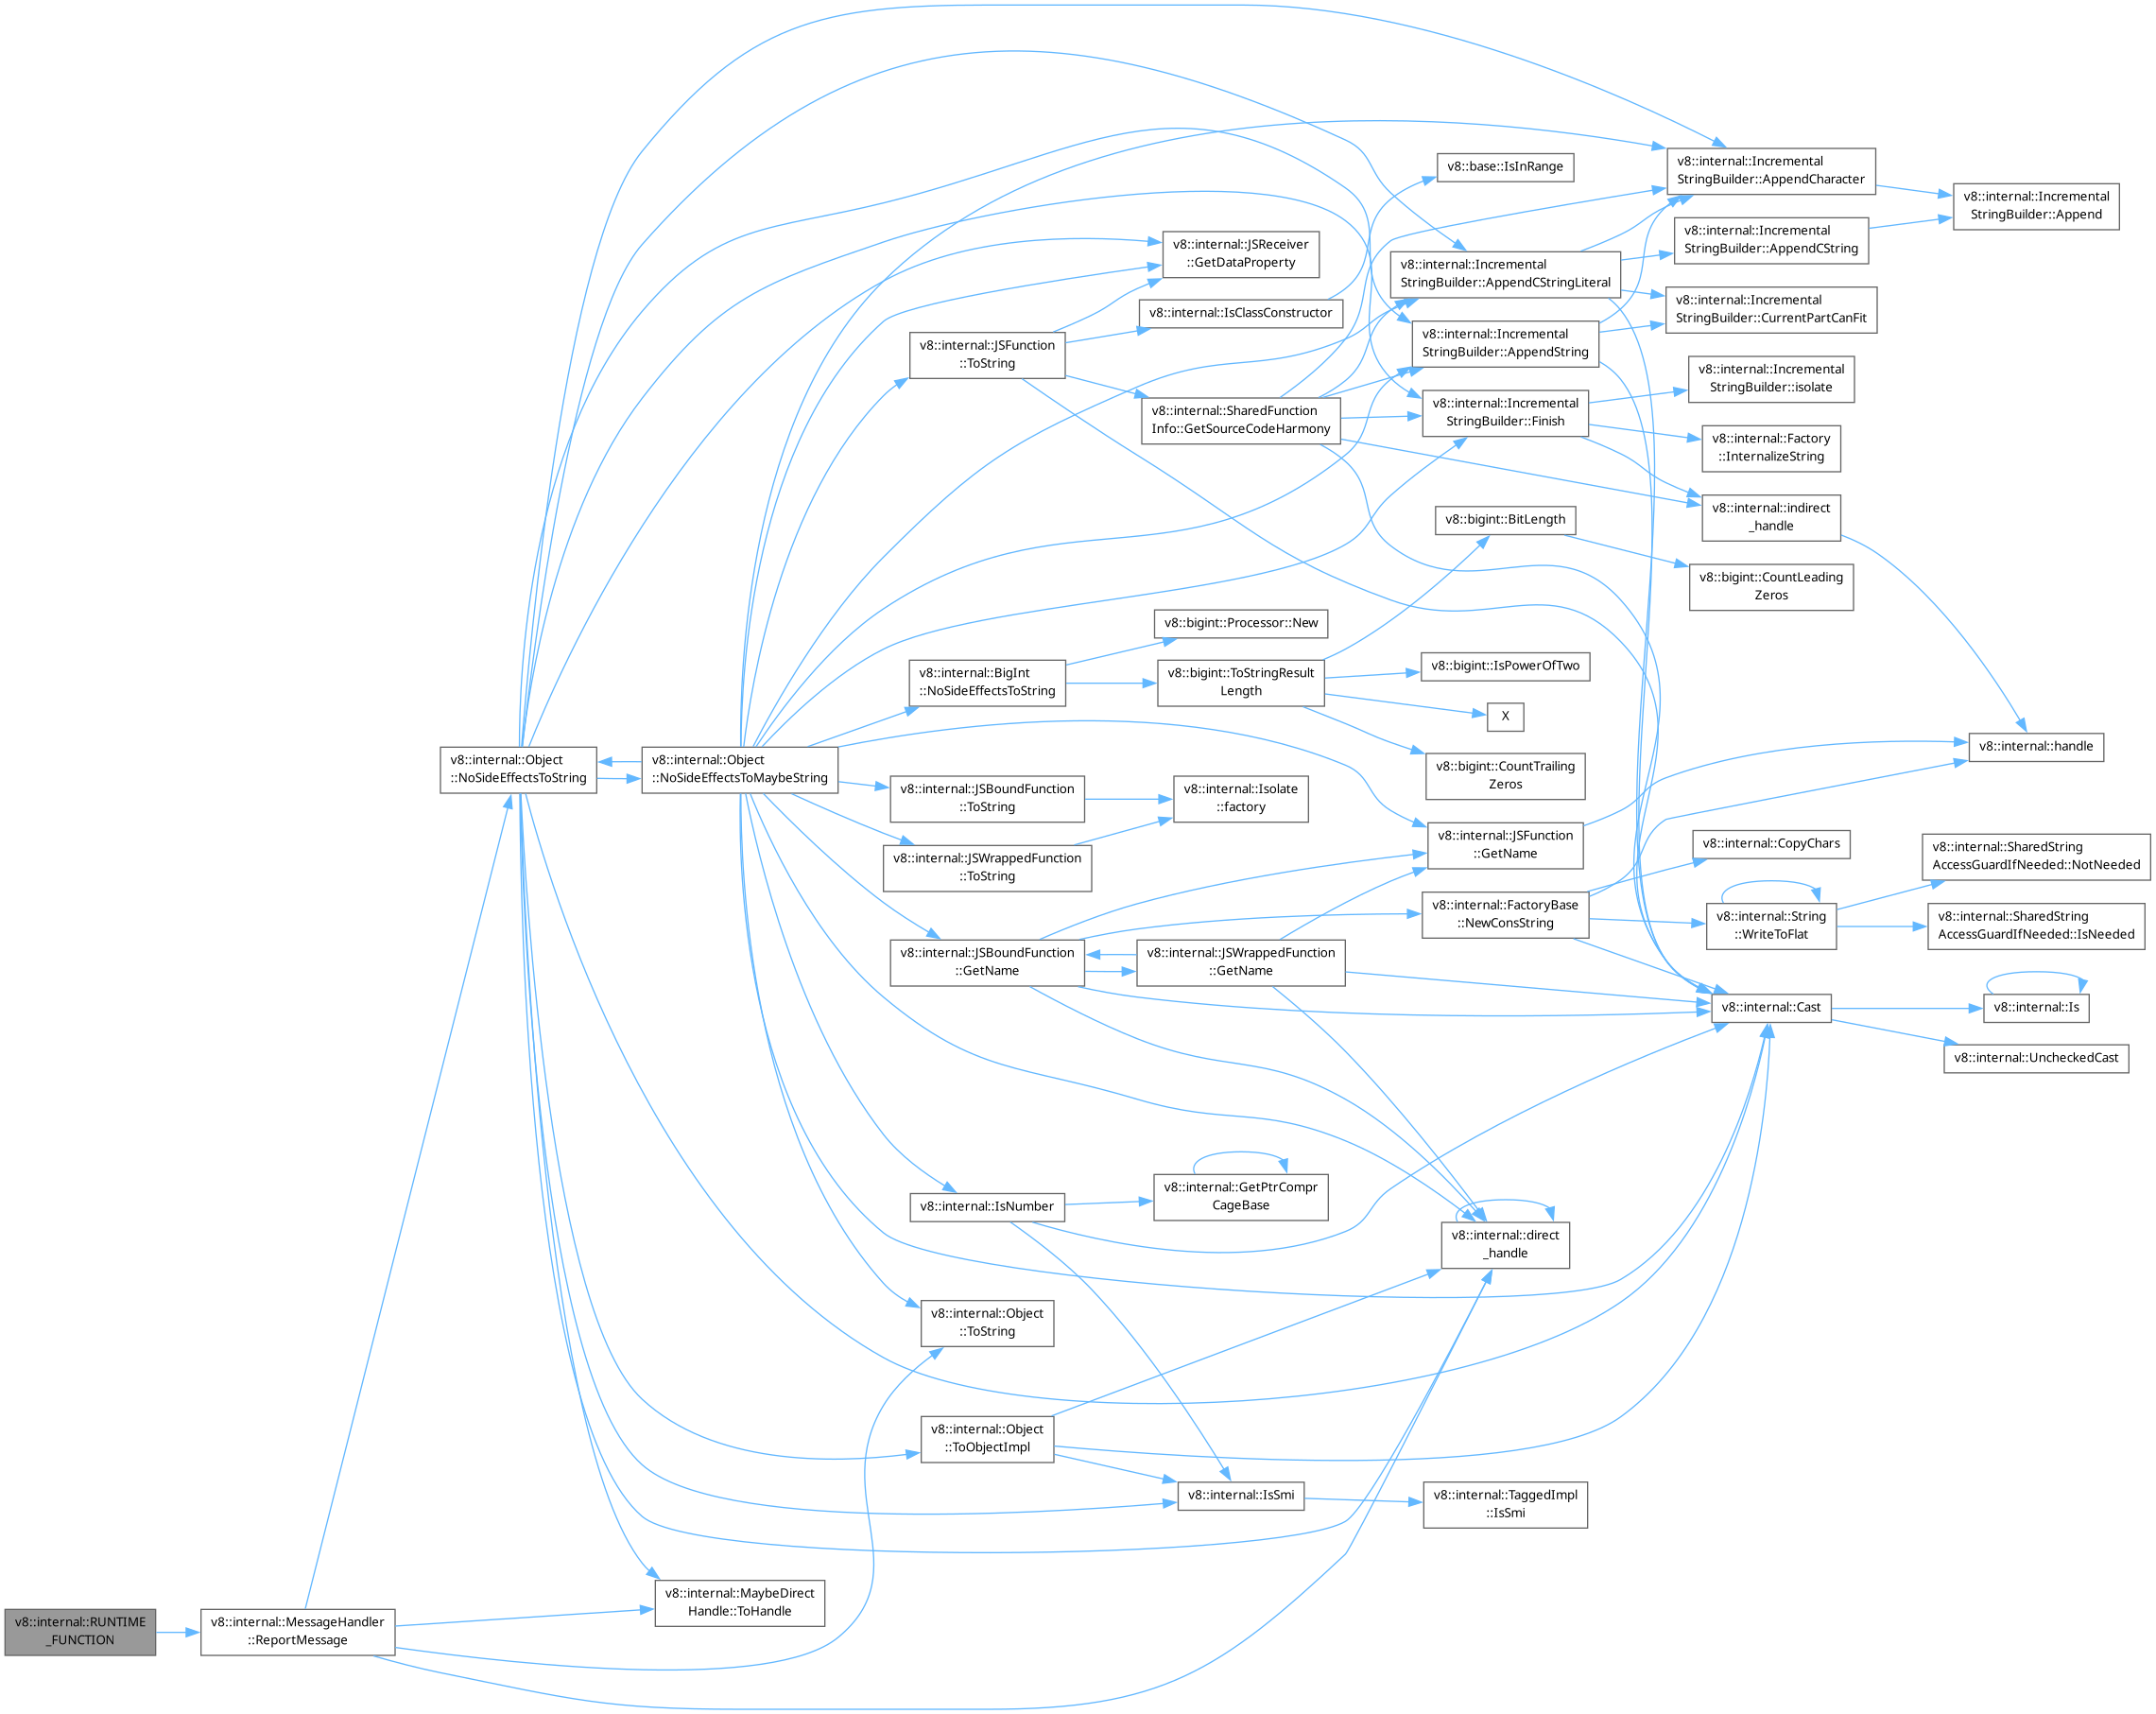 v8::internal::RUNTIME
_FUNCTION
v8::internal::MessageHandler
::ReportMessage
v8::internal::Object
::NoSideEffectsToString
v8::internal::Object
::NoSideEffectsToMaybeString
v8::internal::MaybeDirect
Handle::ToHandle
v8::internal::JSFunction
::ToString
v8::internal::BigInt
::NoSideEffectsToString
v8::internal::JSBoundFunction
::ToString
v8::internal::JSWrappedFunction
::ToString
v8::internal::JSBoundFunction
::GetName
v8::internal::IsNumber
v8::internal::Object
::ToString
v8::internal::Object
::ToObjectImpl
v8::internal::JSReceiver
::GetDataProperty
v8::internal::IsClassConstructor
v8::internal::SharedFunction
Info::GetSourceCodeHarmony
v8::bigint::Processor::New
v8::bigint::ToStringResult
Length
v8::internal::Isolate
::factory
v8::internal::JSWrappedFunction
::GetName
v8::internal::GetPtrCompr
CageBase
v8::internal::IsSmi
v8::base::IsInRange
v8::internal::Incremental
StringBuilder::AppendCStringLiteral
v8::internal::Incremental
StringBuilder::AppendString
v8::internal::Incremental
StringBuilder::Finish
v8::bigint::BitLength
v8::bigint::IsPowerOfTwo
X
v8::bigint::CountTrailing
Zeros
v8::internal::JSFunction
::GetName
v8::internal::FactoryBase
::NewConsString
v8::internal::direct
_handle
v8::internal::TaggedImpl
::IsSmi
v8::internal::Incremental
StringBuilder::AppendCharacter
v8::internal::Incremental
StringBuilder::AppendCString
v8::internal::Incremental
StringBuilder::CurrentPartCanFit
v8::internal::Incremental
StringBuilder::isolate
v8::internal::Factory
::InternalizeString
v8::internal::indirect
_handle
v8::bigint::CountLeading
Zeros
v8::internal::CopyChars
v8::internal::String
::WriteToFlat
v8::internal::Cast
v8::internal::Incremental
StringBuilder::Append
v8::internal::handle
v8::internal::SharedString
AccessGuardIfNeeded::NotNeeded
v8::internal::SharedString
AccessGuardIfNeeded::IsNeeded
v8::internal::Is
v8::internal::UncheckedCast